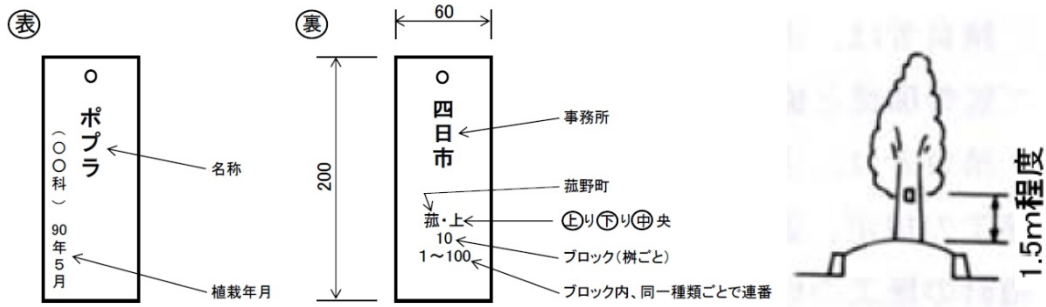 表
ポプラ
(〇〇科) 90年5月
名称
植栽年月
裏
60
200
四日市
菰・上
10
1～100
事務所
菰野町
上り下り中央
ブロック(桝ごと)
ブロック内、同一種類ごとで連番
1.5m程度